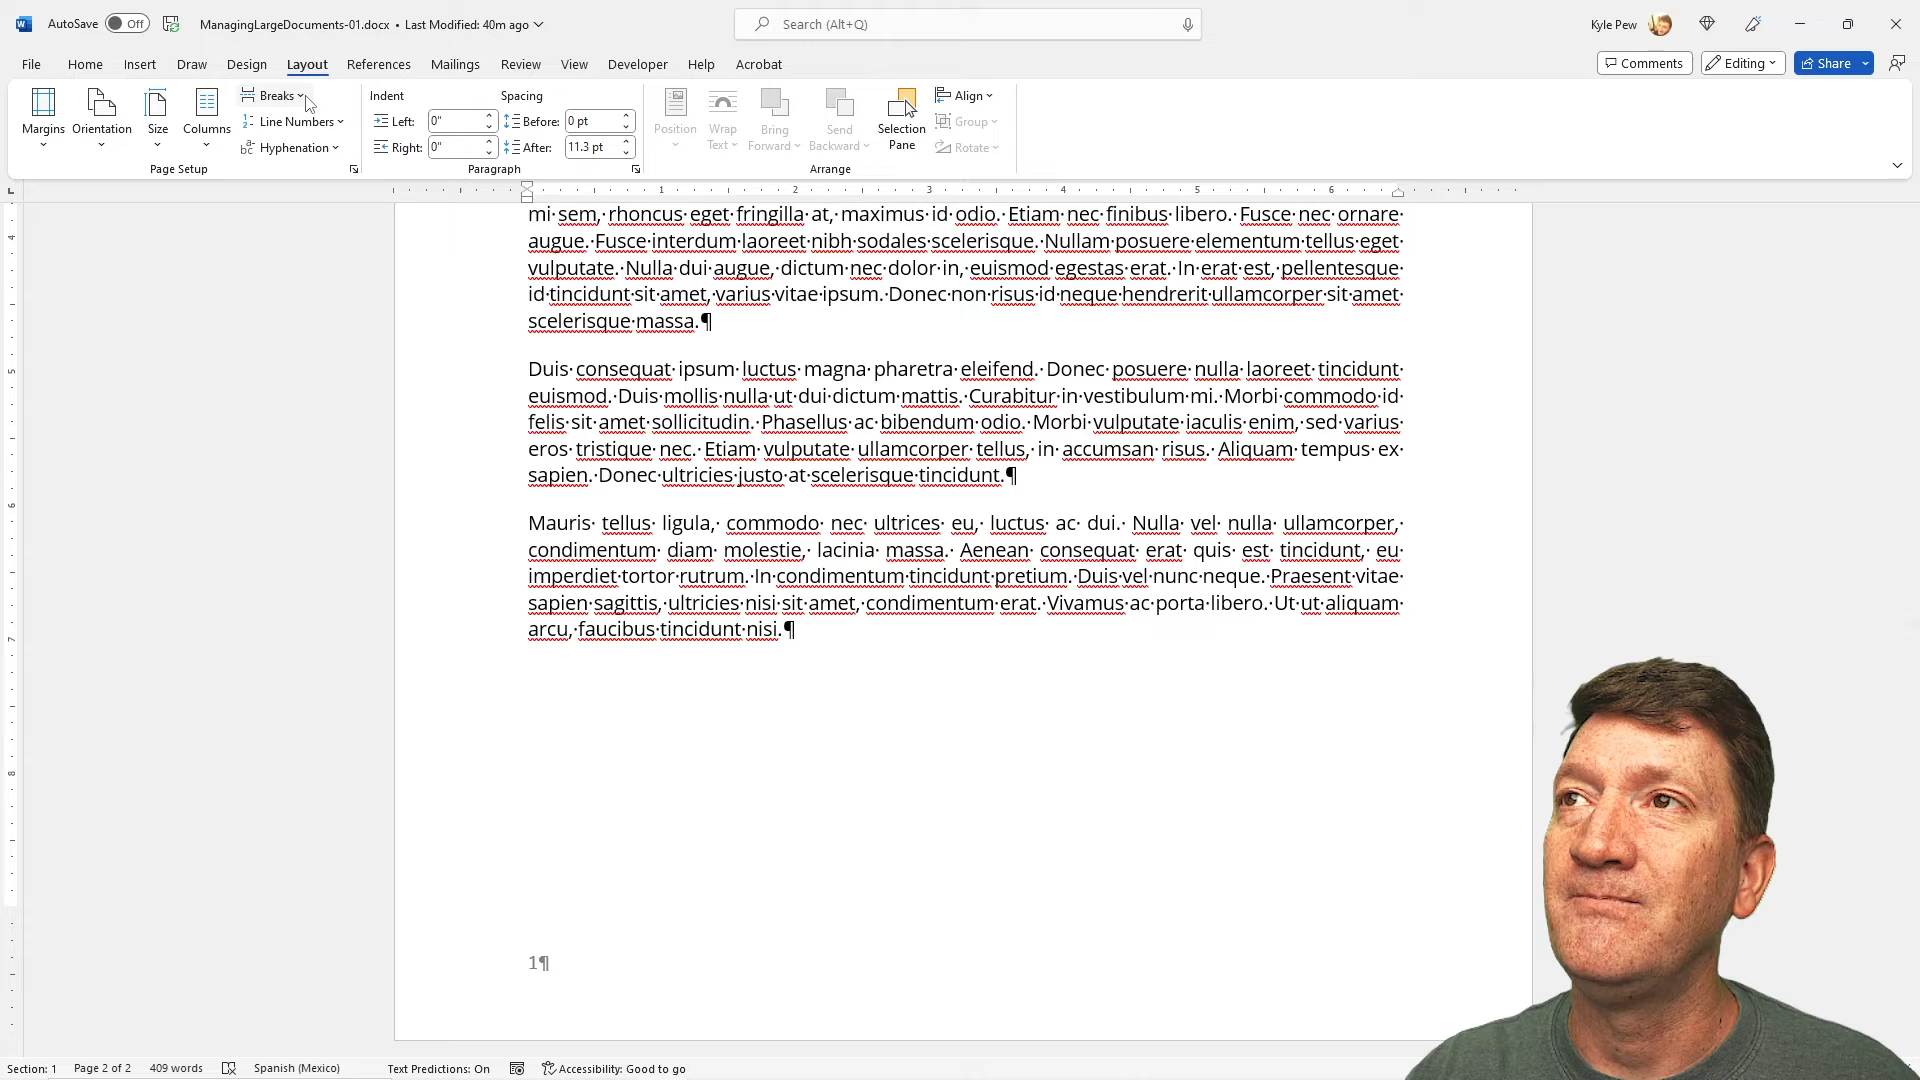 AutoSave Off ManagingLargeDocuments-01.docx • Last Modified: 40m ago Search (Alt+Q) Kyle Pew
File Home Insert Draw Design Layout References Mailings Review View Developer Help Acrobat Comments Editing Share
Margins Orientation Size Columns Breaks Line Numbers Hyphenation
Page Setup
Indent Spacing
Left: 0" Before: 0 pt
Right: 0" After: 11.3 pt
Paragraph
Position Wrap Text Bring Forward Send Backward Selection Pane Align Group Rotate
Arrange
1 2 3 4 5 6
4
5
6
7
8
mi·sem,·rhoncus·eget·fringilla·at,·maximus·id·odio.·Etiam·nec·finibus·libero.·Fusce·nec·ornare·
augue.·Fusce·interdum·laoreet·nibh·sodales·scelerisque.·Nullam·posuere·elementum·tellus·eget·
vulputate.·Nulla·dui·augue,·dictum·nec·dolor·in,·euismod·egestas·erat.·In·erat·est,·pellentesque·
id·tincidunt·sit·amet,·varius·vitae·ipsum.·Donec·non·risus·id·neque·hendrerit·ullamcorper·sit·amet·
scelerisque·massa.¶
Duis·consequat·ipsum·luctus·magna·pharetra·eleifend.·Donec·posuere·nulla·laoreet·tincidunt·
euismod.·Duis·mollis·nulla·ut·dui·dictum·mattis.·Curabitur·in·vestibulum·mi.·Morbi·commodo·id·
felis·sit·amet·sollicitudin.·Phasellus·ac·bibendum·odio.·Morbi·vulputate·iaculis·enim,·sed·varius·
eros·tristique·nec.·Etiam·vulputate·ullamcorper·tellus,·in·accumsan·risus.·Aliquam·tempus·ex·
sapien.·Donec·ultricies·justo·at·scelerisque·tincidunt.¶
Mauris·tellus·ligula,·commodo·nec·ultrices·eu,·luctus·ac·dui.·Nulla·vel·nulla·ullamcorper,·
condimentum·diam·molestie,·lacinia·massa.·Aenean·consequat·erat·quis·est·tincidunt,·eu·
imperdiet·tortor·rutrum.·In·condimentum·tincidunt·pretium.·Duis·vel·nunc·neque.·Praesent·vitae·
sapien·sagittis,·ultricies·nisi·sit·amet,·condimentum·erat.·Vivamus·ac·porta·libero.·Ut·ut·aliquam·
arcu,·faucibus·tincidunt·nisi.¶
1¶
Section: 1 Page 2 of 2 409 words Spanish (Mexico) Text Predictions: On Accessibility: Good to go